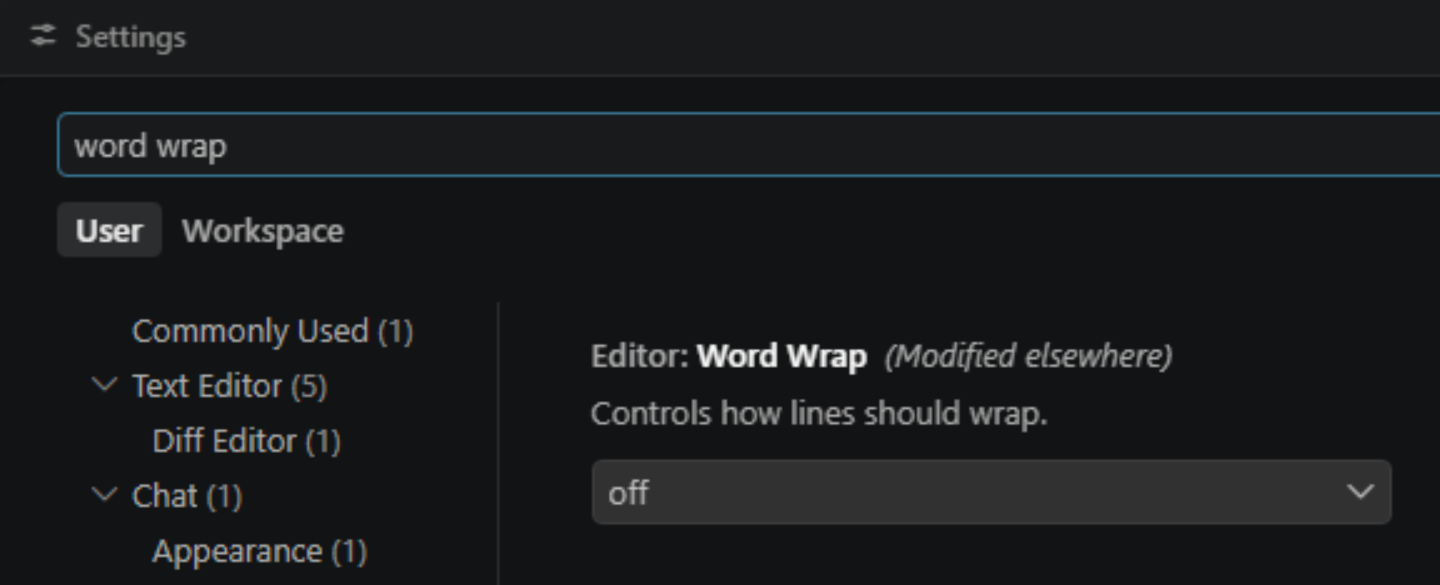 Settings
word wrap
User Workspace
Commonly Used (1)
Text Editor (5)
Diff Editor (1)
Chat (1)
Appearance (1)
Editor: Word Wrap (Modified elsewhere)
Controls how lines should wrap.
off